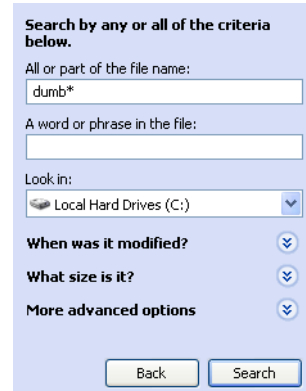 Search by any or all of the criteria
below.
All or part of the file name:
dumb*
A word or phrase in the file:
Look in:
Local Hard Drives (C:)
When was it modified?
What size is it?
More advanced options
Back
Search